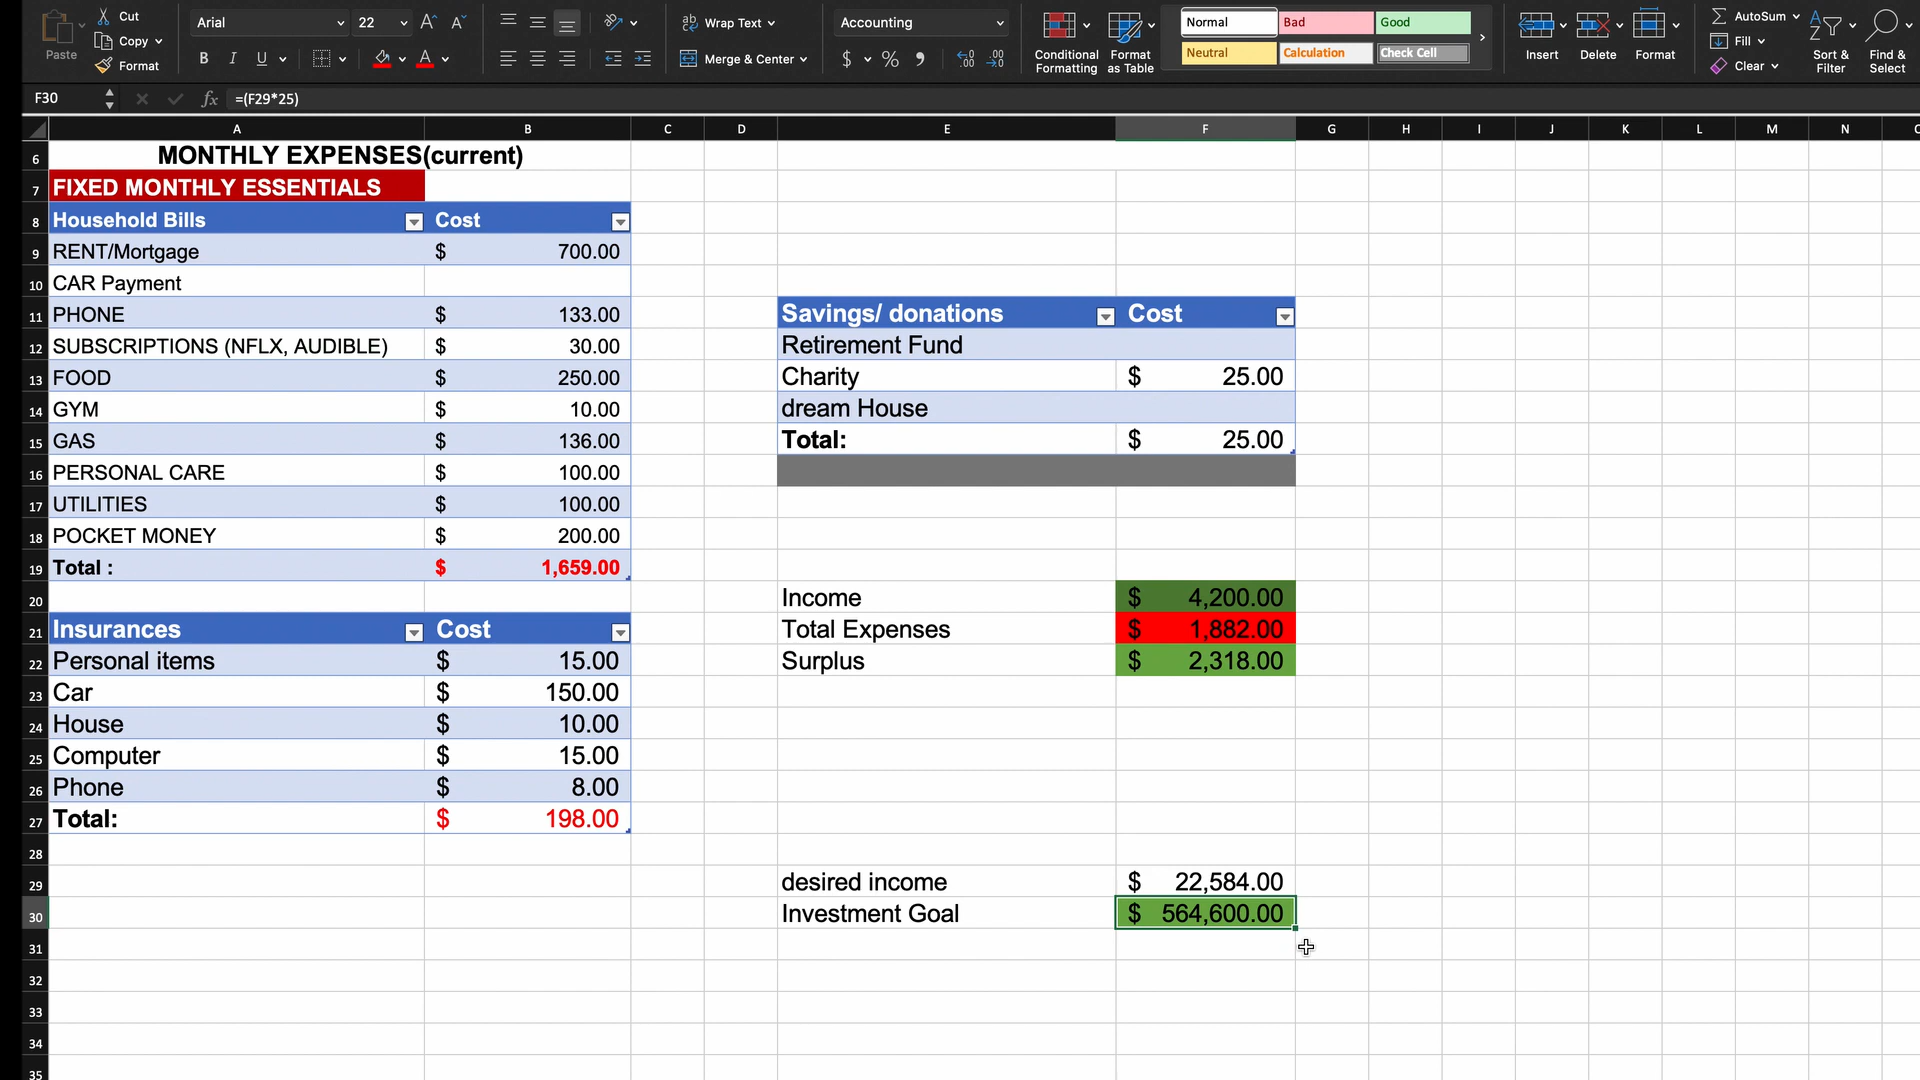 Cut
Arial 22
Wrap Text
Accounting
Normal Bad Good
AutoSum
Paste
Copy
Format
B I U
A
Merge & Center
$ % ,
Conditional Formatting
Format as Table
Neutral Calculation Check Cell
Insert Delete Format
Fill
Clear
Sort & Filter
Find & Select
F30 fx =(F29*25)
A B C D E F G H I J K L M N
6 MONTHLY EXPENSES(current)
7 FIXED MONTHLY ESSENTIALS
8 Household Bills Cost
9 RENT/Mortgage $ 700.00
10 CAR Payment
11 PHONE $ 133.00 Savings/ donations Cost
12 SUBSCRIPTIONS (NFLX, AUDIBLE) $ 30.00 Retirement Fund
13 FOOD $ 250.00 Charity $ 25.00
14 GYM $ 10.00 dream House
15 GAS $ 136.00 Total: $ 25.00
16 PERSONAL CARE $ 100.00
17 UTILITIES $ 100.00
18 POCKET MONEY $ 200.00
19 Total : $ 1,659.00
20 Income $ 4,200.00
21 Insurances Cost Total Expenses $ 1,882.00
22 Personal items $ 15.00 Surplus $ 2,318.00
23 Car $ 150.00
24 House $ 10.00
25 Computer $ 15.00
26 Phone $ 8.00
27 Total: $ 198.00
28
29 desired income $ 22,584.00
30 Investment Goal $ 564,600.00
31
32
33
34
35